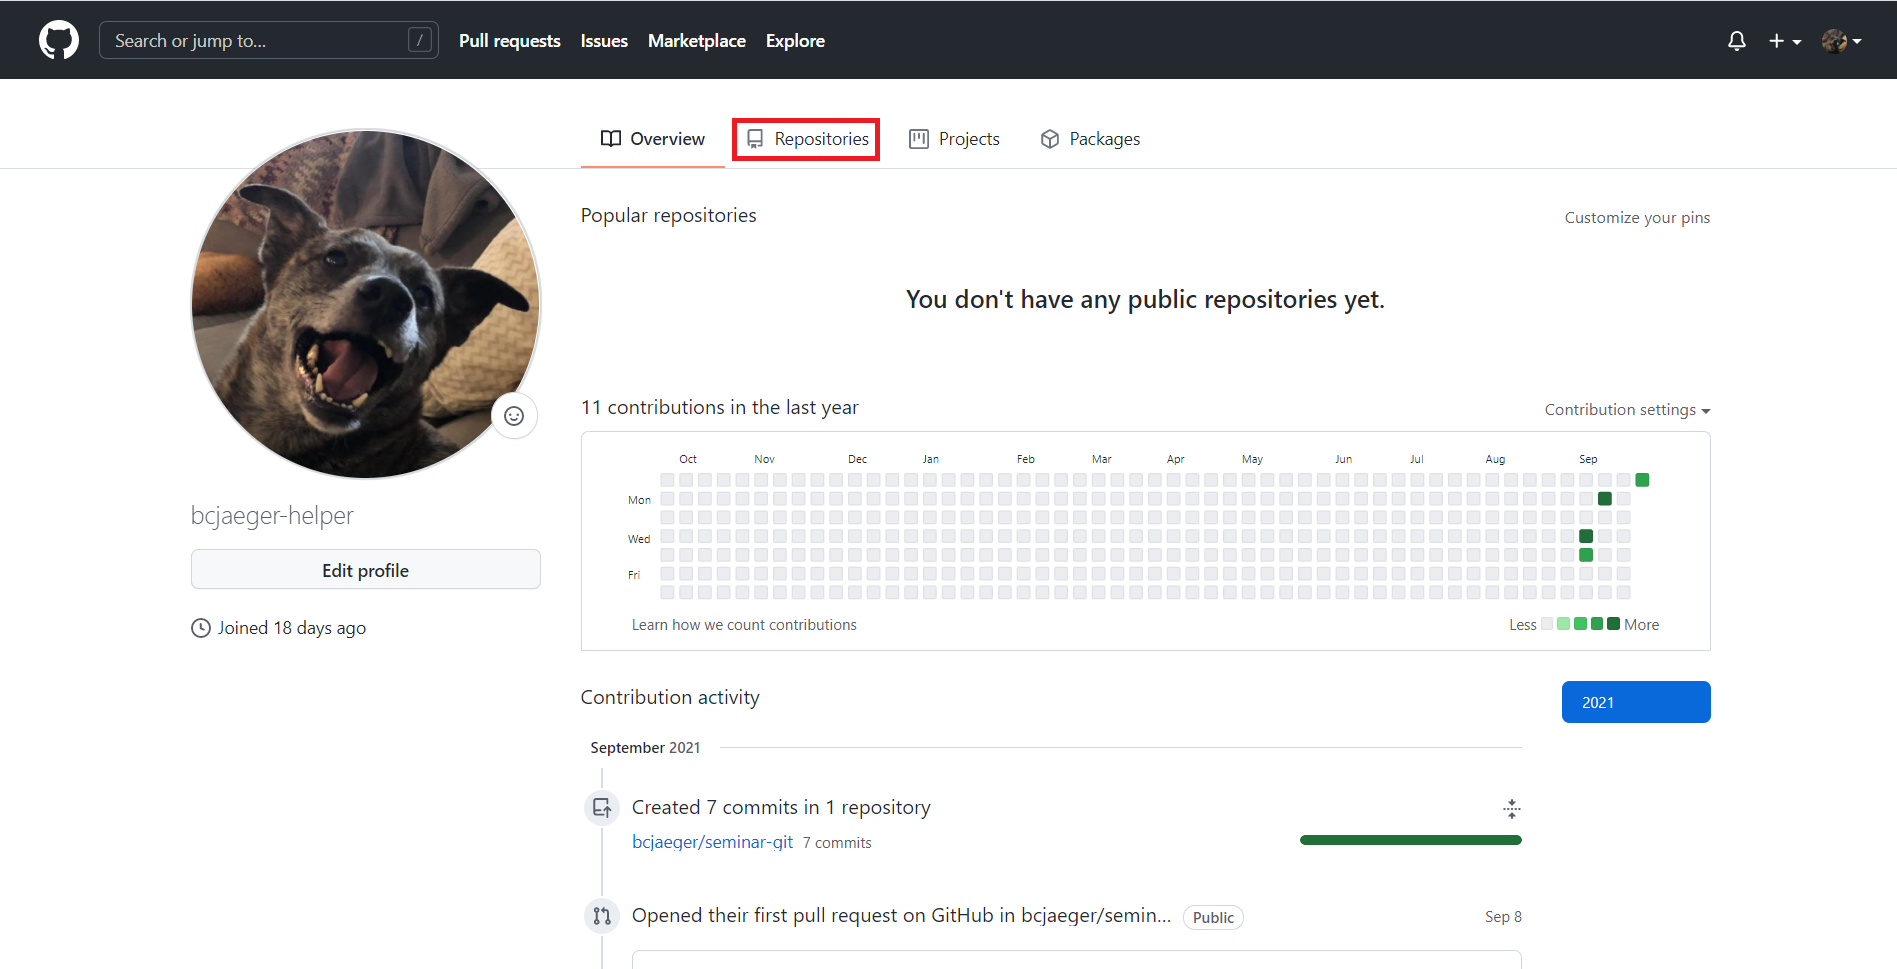 Search or jump to... /
Pull requests
Issues
Marketplace
Explore
Overview
Repositories
Projects
Packages
Popular repositories
Customize your pins
You don't have any public repositories yet.
11 contributions in the last year
Contribution settings
Oct Nov Dec Jan Feb Mar Apr May Jun Jul Aug Sep
Mon
Wed
Fri
Learn how we count contributions
Less More
bcjaeger-helper
Edit profile
Joined 18 days ago
Contribution activity
2021
September 2021
Created 7 commits in 1 repository
bcjaeger/seminar-git 7 commits
Opened their first pull request on GitHub in bcjaeger/semin... Public Sep 8